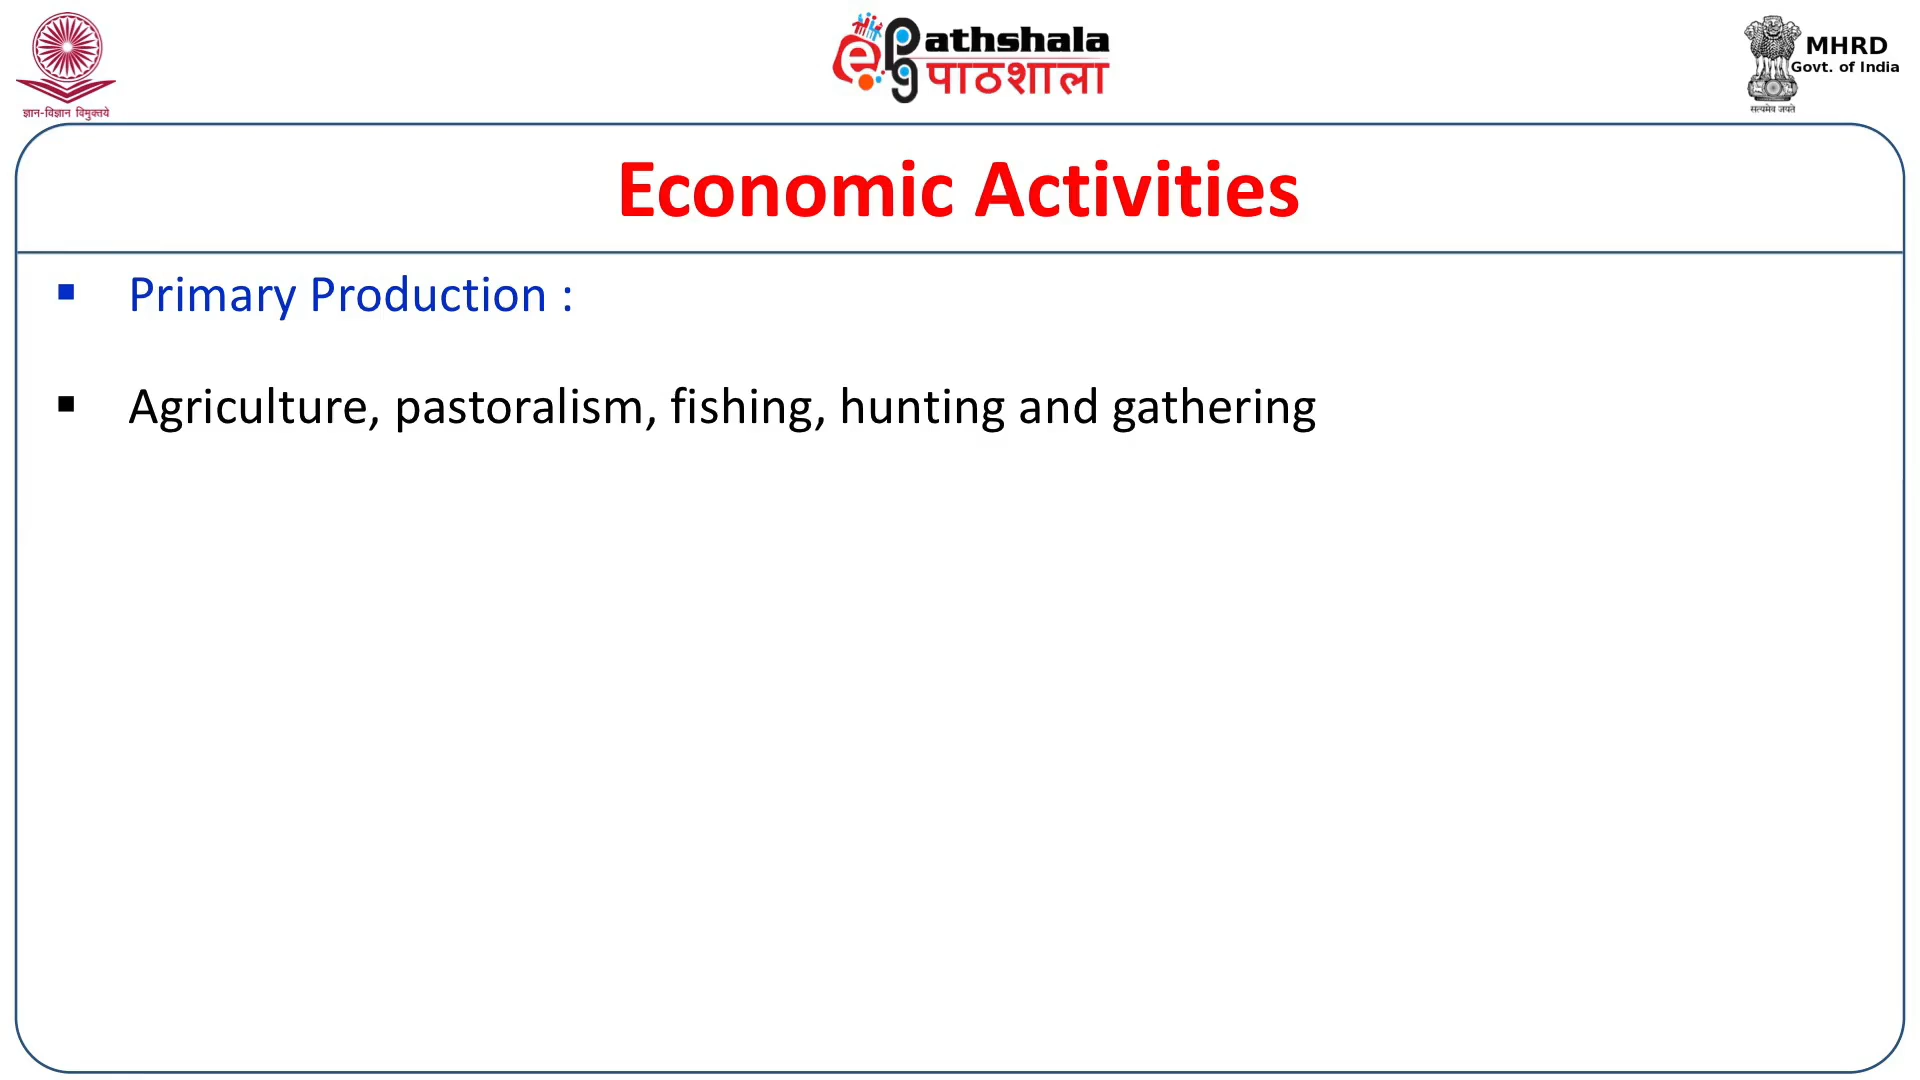 ज्ञान-विज्ञान विमुक्तये
ePG Pathshala
पाठशाला
MHRD
Govt. of India
सत्यमेव जयते
Economic Activities
▪ Primary Production :
▪ Agriculture, pastoralism, fishing, hunting and gathering